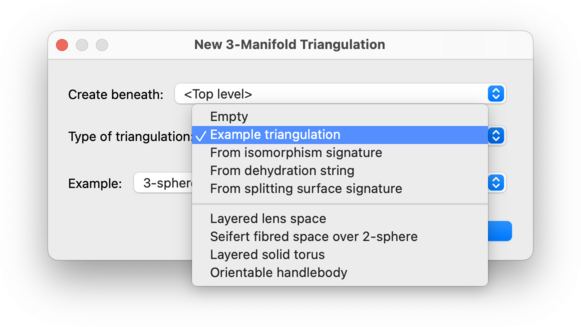 New 3-Manifold Triangulation
Create beneath: <Top level>
Empty
Type of triangulation: ✓ Example triangulation
From isomorphism signature
From dehydration string
Example: 3-spher
From splitting surface signature
Layered lens space
Seifert fibred space over 2-sphere
Layered solid torus
Orientable handlebody